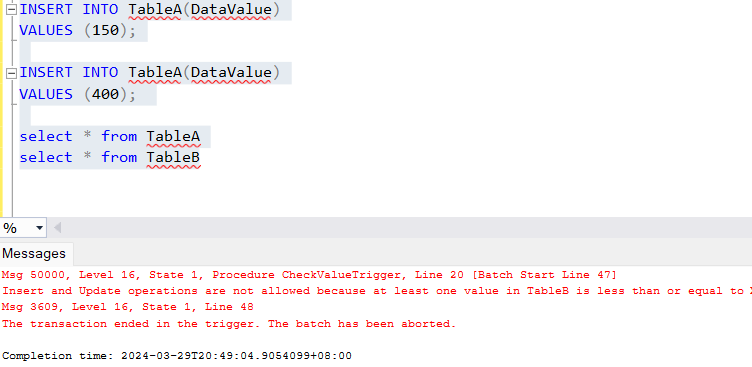 INSERT INTO TableA(DataValue)
VALUES (150);
INSERT INTO TableA(DataValue)
VALUES (400);
select * from TableA
select * from TableB
%
Messages
Msg 50000, Level 16, State 1, Procedure CheckValueTrigger, Line 20 [Batch Start Line 47]
Insert and Update operations are not allowed because at least one value in TableB is less than or equal to
Msg 3609, Level 16, State 1, Line 48
The transaction ended in the trigger. The batch has been aborted.
Completion time: 2024-03-29T20:49:04.9054099+08:00